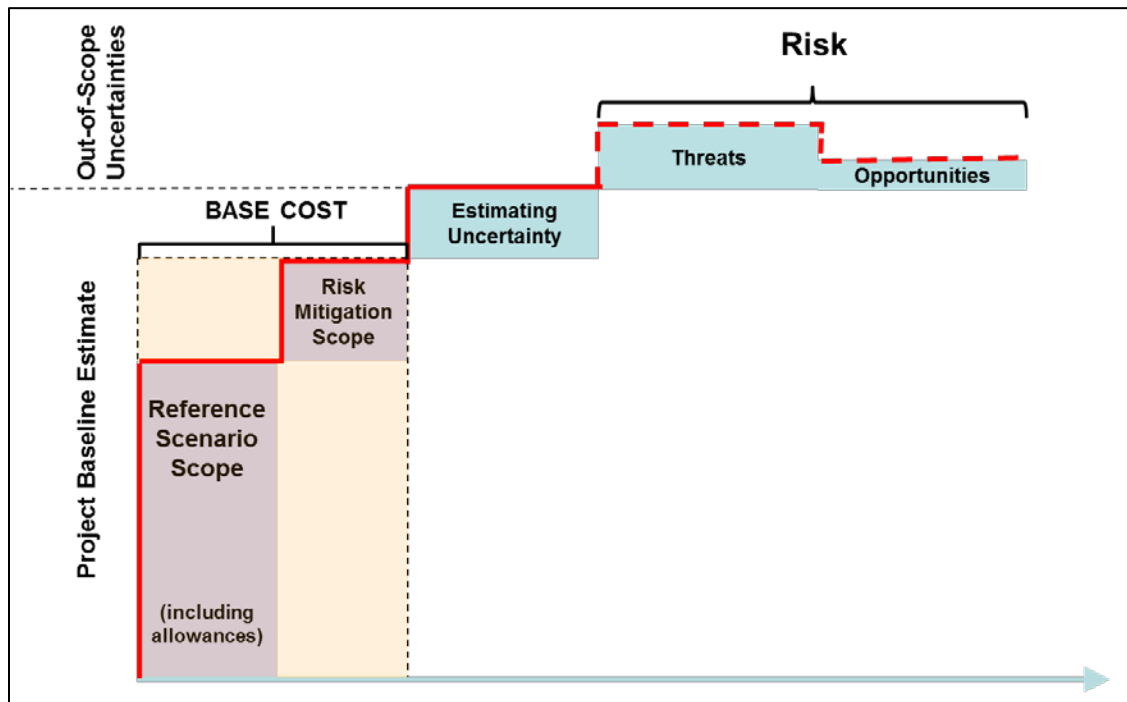 Out-of-Scope
Uncertainties
Risk
Threats
Opportunities
BASE COST
Estimating
Uncertainty
Risk
Mitigation
Scope
Project Baseline Estimate
Reference
Scenario
Scope
(including
allowances)